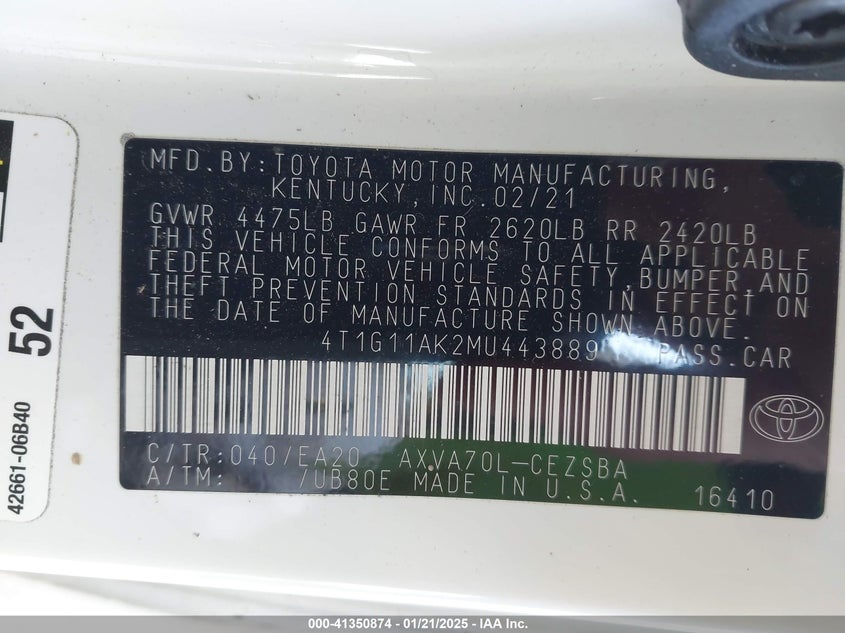 MFD. BY: TOYOTA MOTOR MANUFACTURING,
KENTUCKY, INC. 02/21
GVWR 4475LB GAWR FR 2620LB RR 2420LB
THIS VEHICLE CONFORMS TO ALL APPLICABLE
FEDERAL MOTOR VEHICLE SAFETY, BUMPER, AND
THEFT PREVENTION STANDARDS IN EFFECT ON
THE DATE OF MANUFACTURE SHOWN ABOVE.
4T1G11AK2MU443889 PASS.CAR
C/TR: 040/EA20 AXVA70L-CEZSBA
A/TM: /UB80E MADE IN U.S.A. 16410
52
42661-06B40
000-41350874 - 01/21/2025 - IAA Inc.